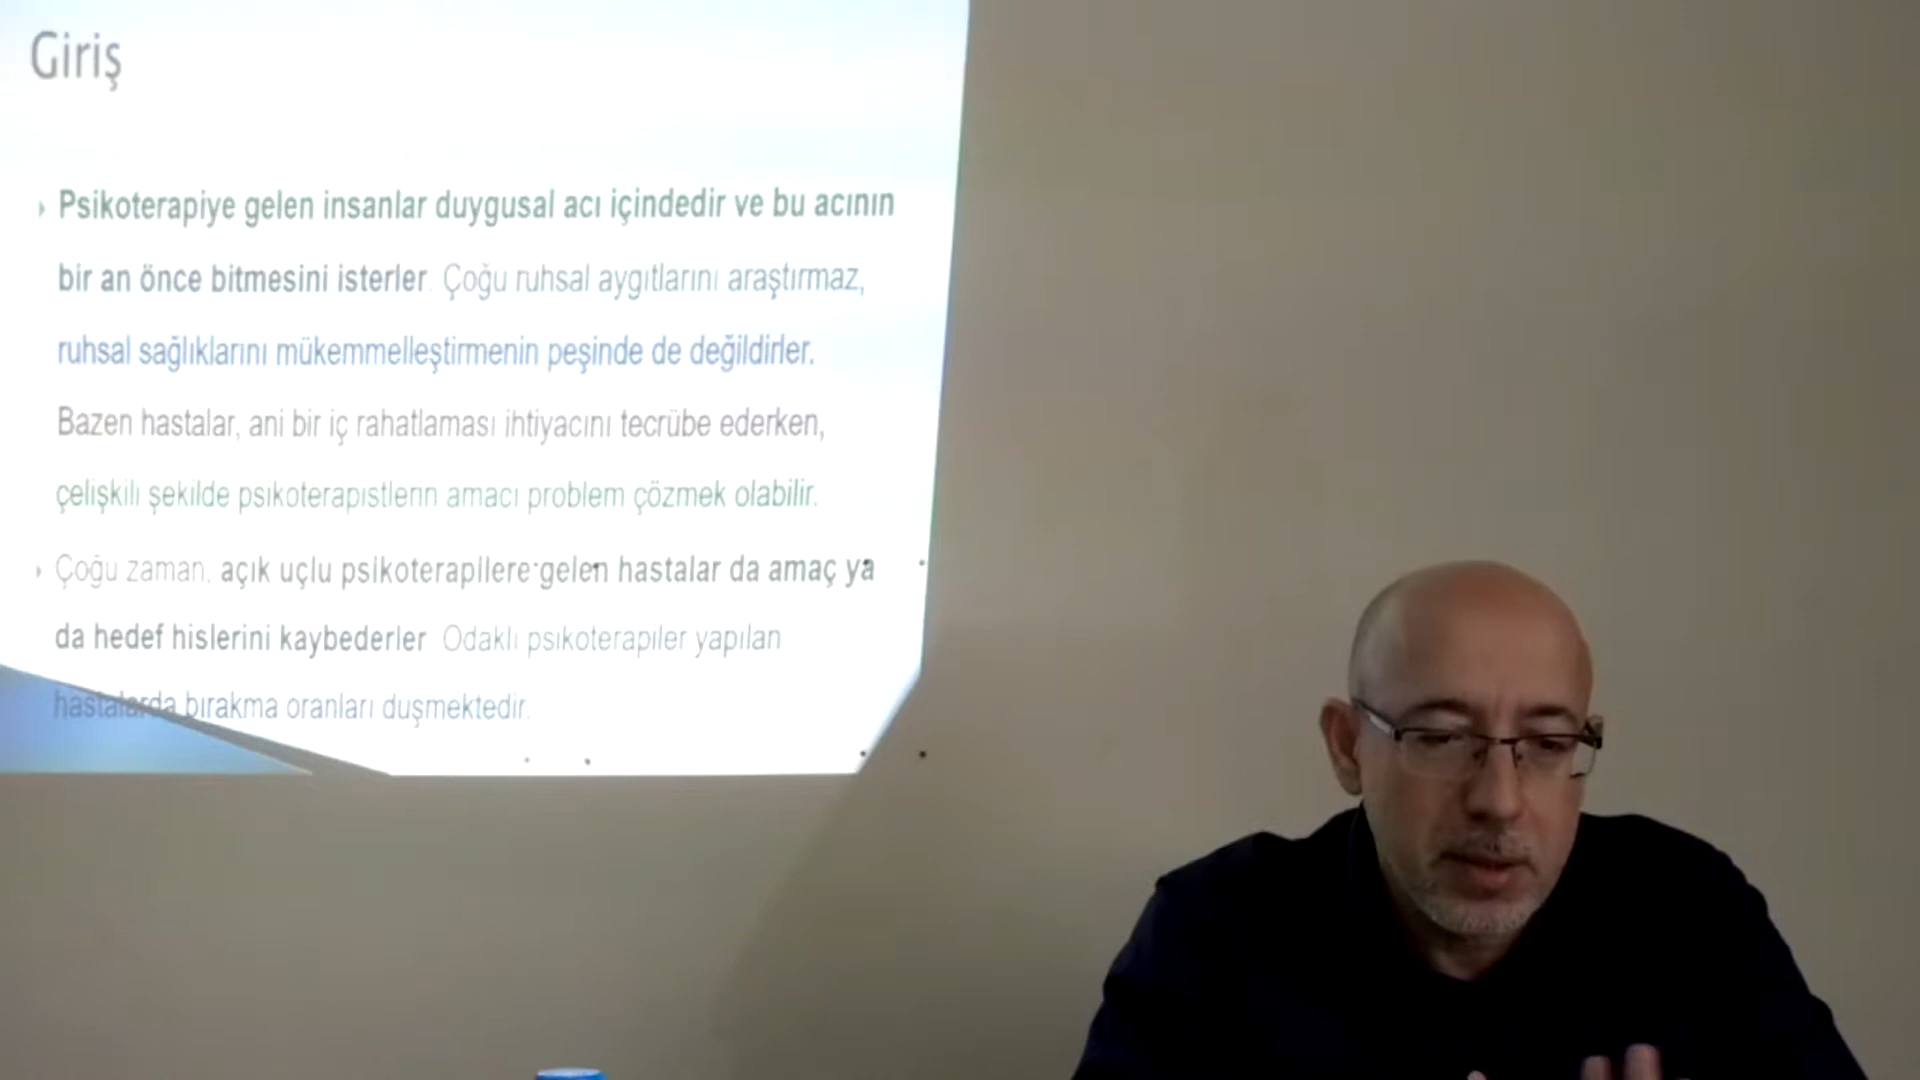 Giriş
Psikoterapiye gelen insanlar duygusal acı içindedir ve bu acının
bir an önce bitmesini isterler. Çoğu ruhsal aygıtlarını araştırmaz,
ruhsal sağlıklarını mükemmelleştirmenin peşinde de değildirler.
Bazen hastalar, ani bir iç rahatlaması ihtiyacını tecrübe ederken,
çelişkili şekilde psikoterapistlerin amacı problem çözmek olabilir.
Çoğu zaman, açık uçlu psikoterapilere gelen hastalar da amaç ya
da hedef hislerini kaybederler. Odaklı psikoterapiler yapılan
hastalarda bırakma oranları düşmektedir.